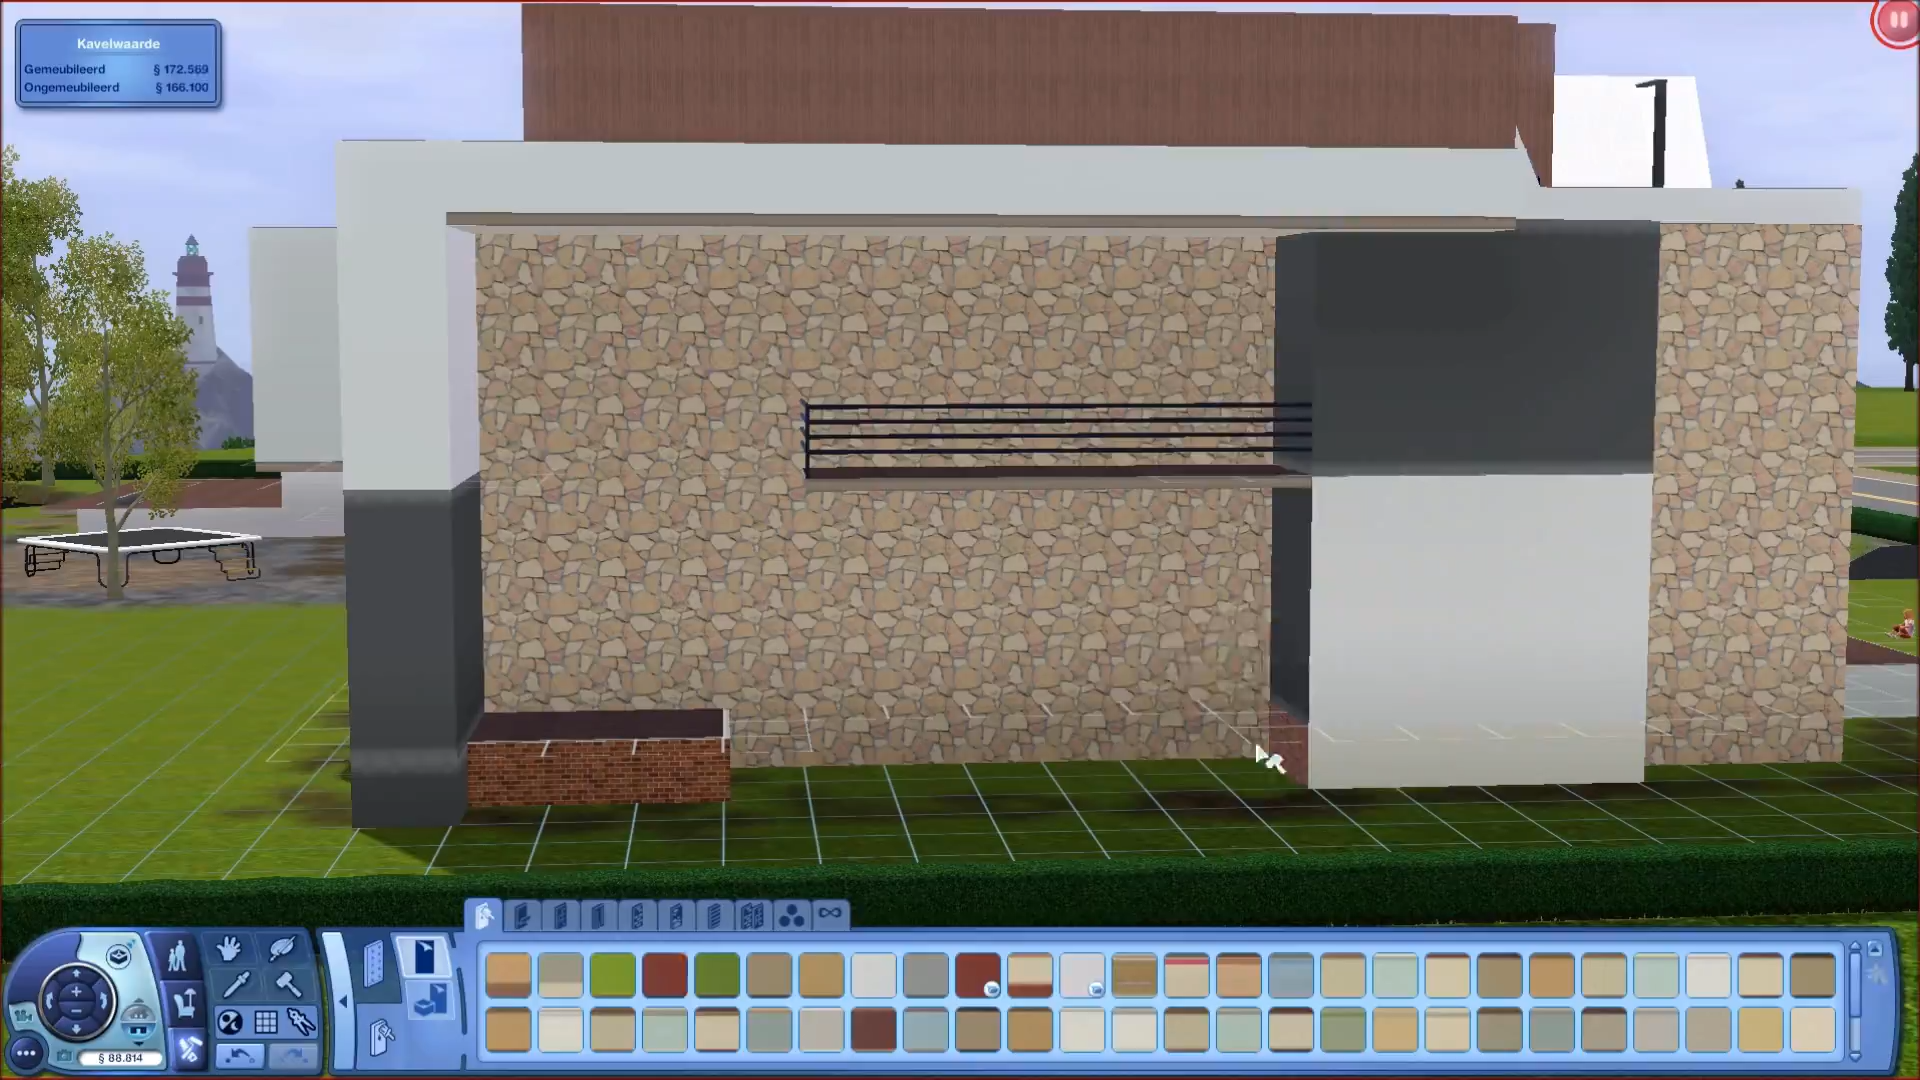 Kavelwaarde
Gemeubileerd § 172.569
Ongemeubileerd § 166.100
§ 88.814